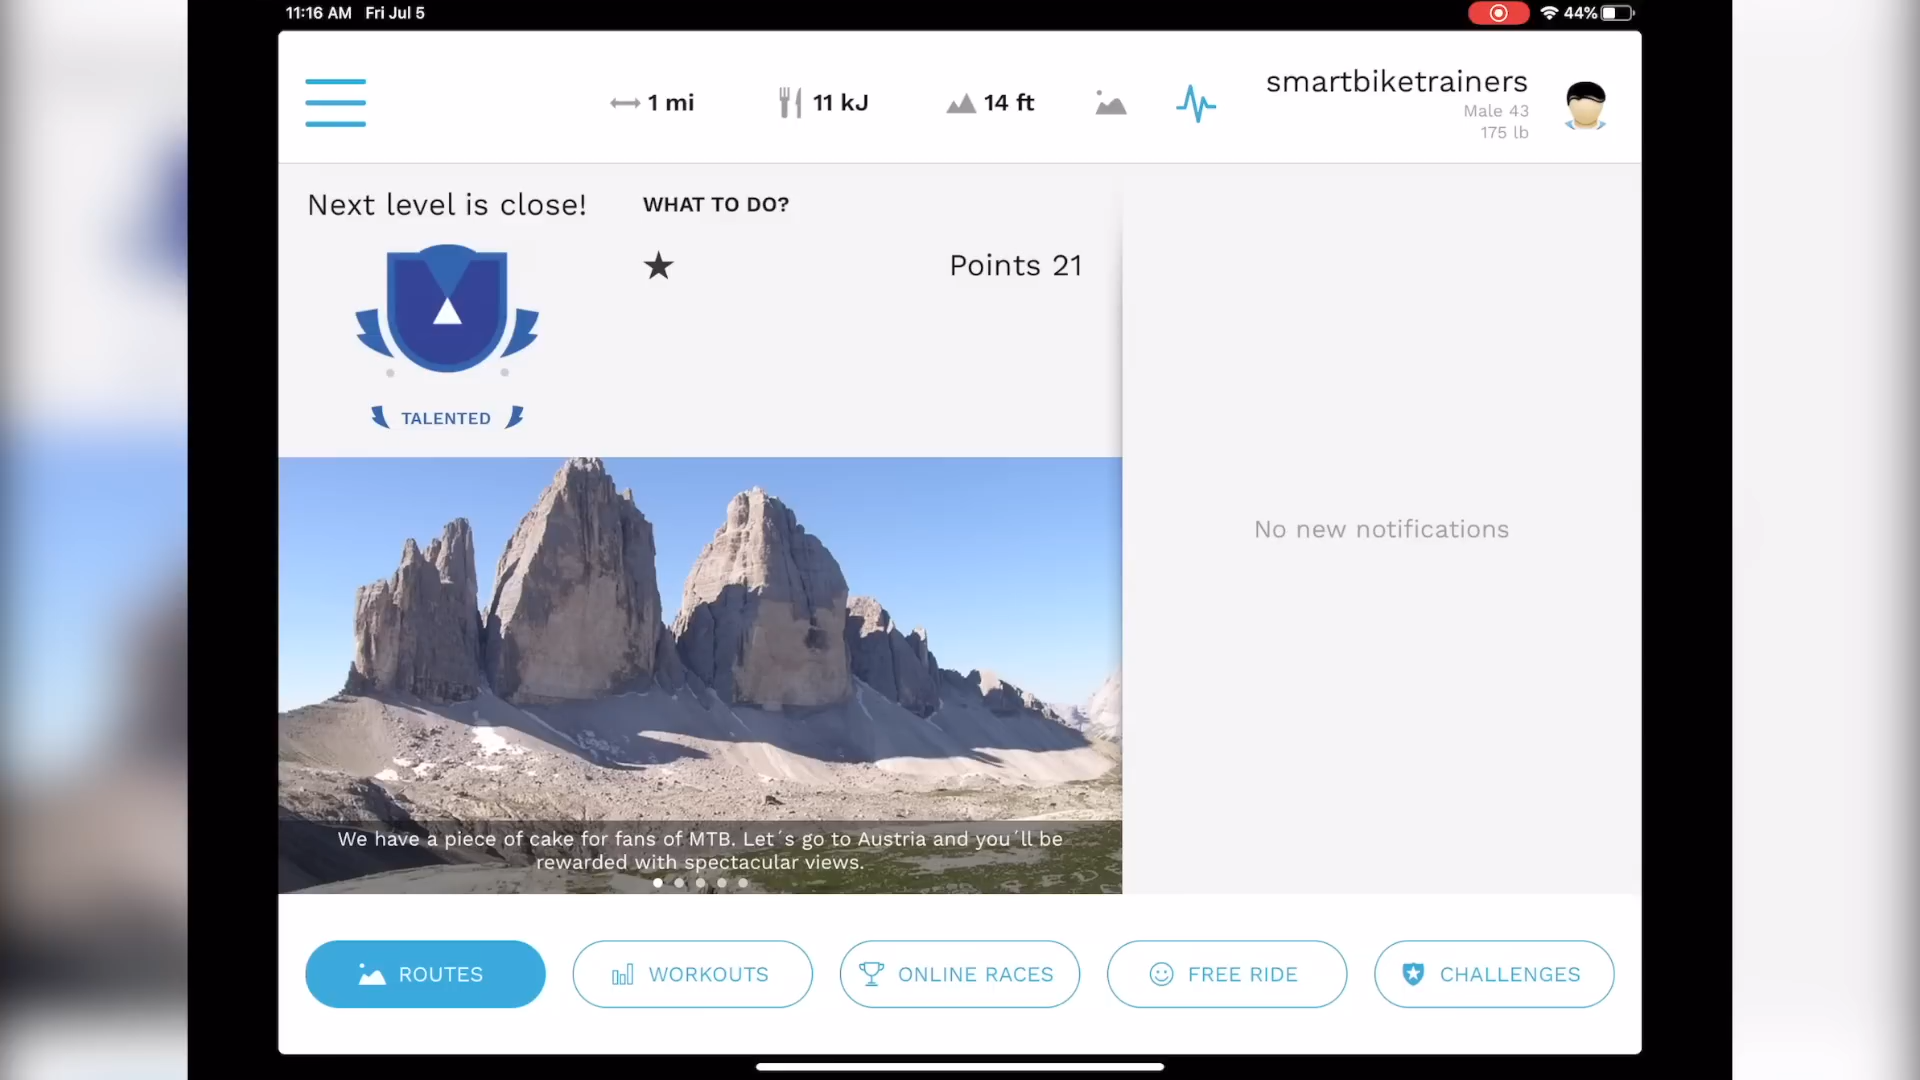 11:16 AM Fri Jul 5
44%
1 mi
11 kJ
14 ft
smartbiketrainers
Male 43
175 lb
Next level is close!
WHAT TO DO?
Points 21
TALENTED
No new notifications
We have a piece of cake for fans of MTB. Let´s go to Austria and you´ll be
rewarded with spectacular views.
ROUTES
WORKOUTS
ONLINE RACES
FREE RIDE
CHALLENGES